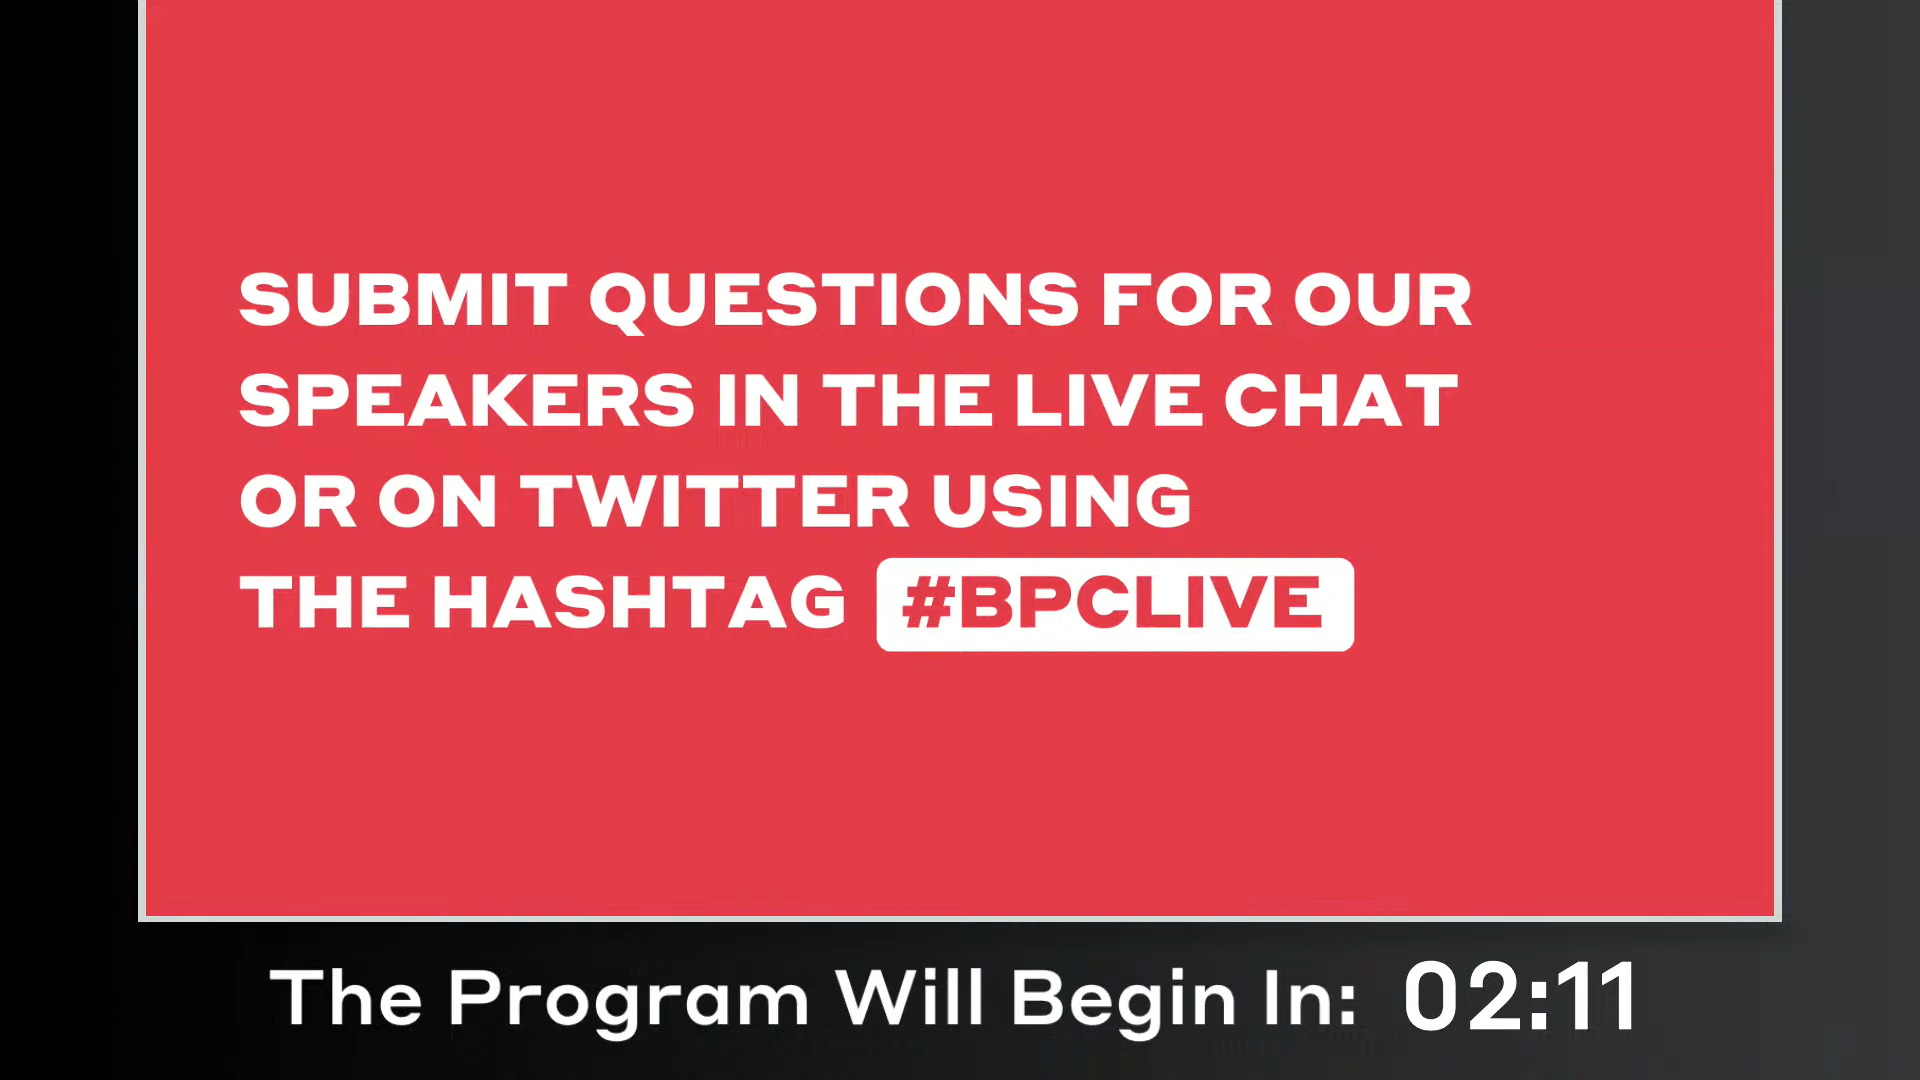 SUBMIT QUESTIONS FOR OUR
SPEAKERS IN THE LIVE CHAT
OR ON TWITTER USING
THE HASHTAG #BPCLIVE
The Program Will Begin In: 02:11